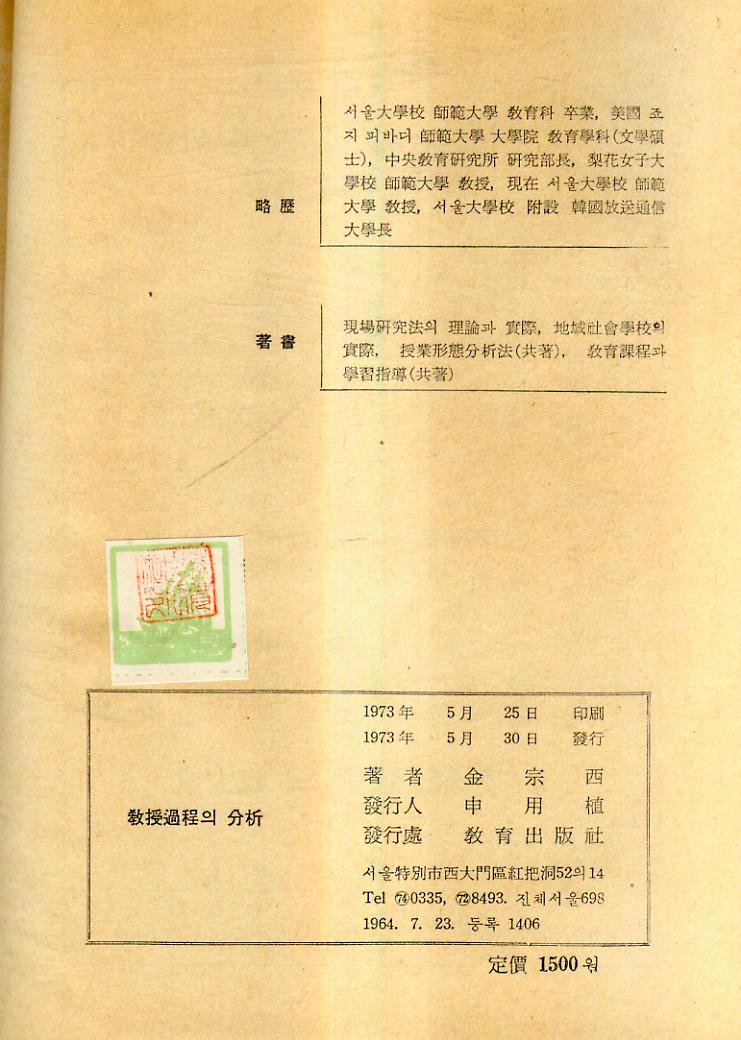 略歷
서울大學校 師範大學 敎育科 卒業, 美國 죠
지 피바디 師範大學 大學院 敎育學科(文學碩
士), 中央敎育硏究所 硏究部長, 梨花女子大
學校 師範大學 敎授, 現在 서울大學校 師範
大學 敎授, 서울大學校 附設 韓國放送通信
大學長
著書
現場硏究法의 理論과 實際, 地域社會學校의
實際, 授業形態分析法(共著), 敎育課程과
學習指導(共著)
敎授過程의 分析
1973年 5月 25日 印刷
1973年 5月 30日 發行
著者 金宗西
發行人 申用植
發行處 敎育出版社
서울特別市西大門區紅把洞52의14
Tel ㉔0335, ㉒8493. 진체서울698
1964. 7. 23. 등록 1406
定價 1500원